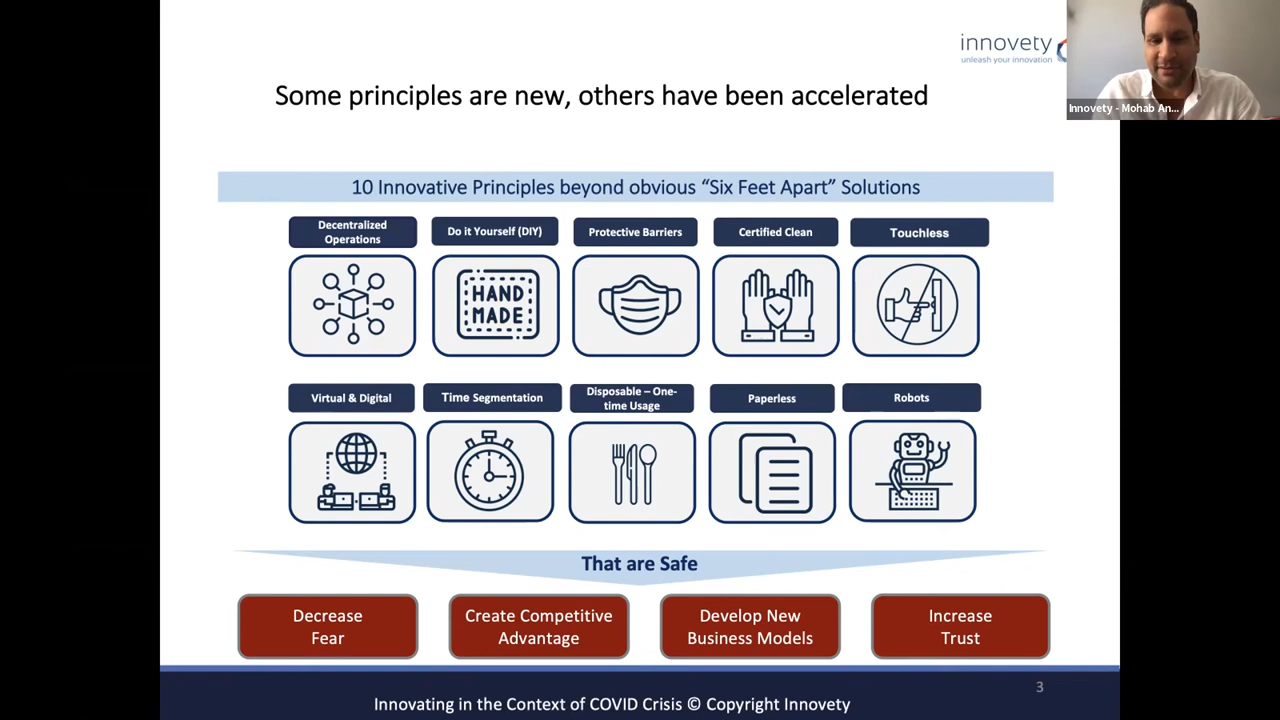 innovety
unleash your innovation
Innovety - Mohab An...
Some principles are new, others have been accelerated
10 Innovative Principles beyond obvious “Six Feet Apart” Solutions
Decentralized
Operations
Do it Yourself (DIY)
Protective Barriers
Certified Clean
Touchless
HAND
MADE
Virtual & Digital
Time Segmentation
Disposable – One-
time Usage
Paperless
Robots
That are Safe
Decrease
Fear
Create Competitive
Advantage
Develop New
Business Models
Increase
Trust
3
Innovating in the Context of COVID Crisis © Copyright Innovety